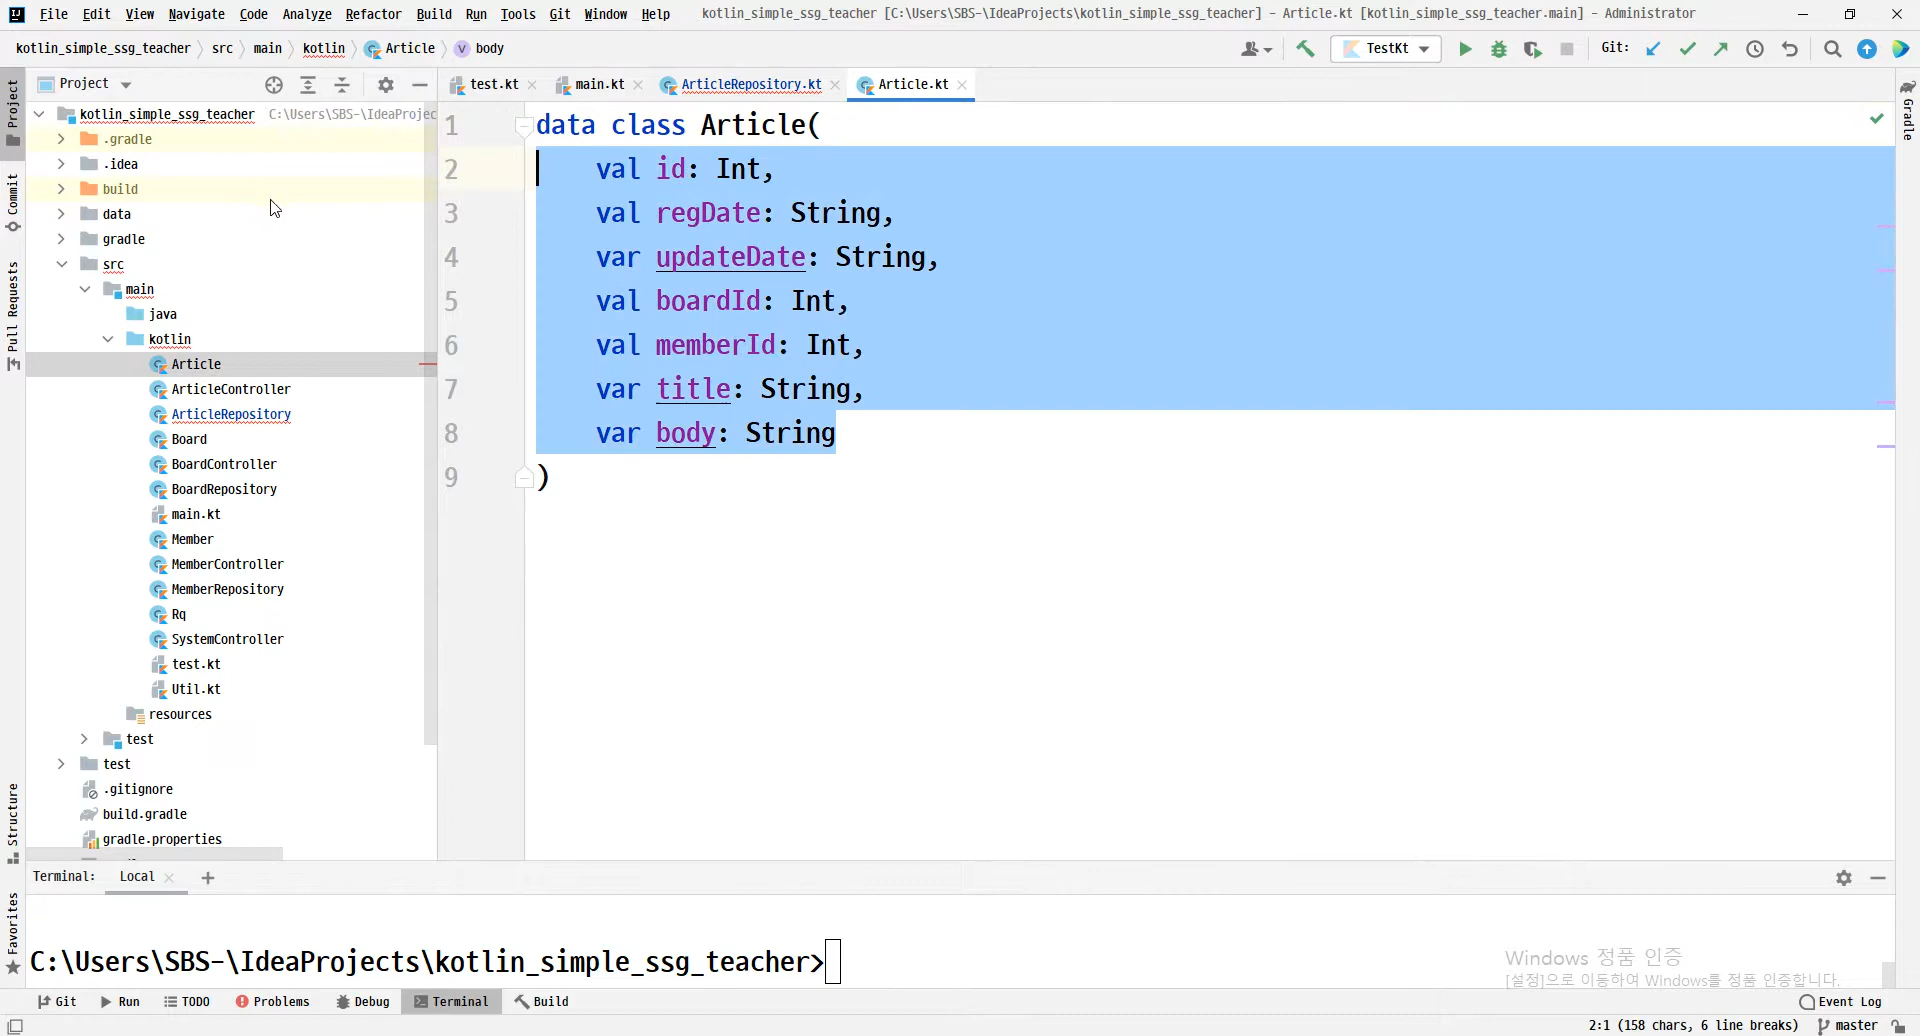 File Edit View Navigate Code Analyze Refactor Build Run Tools Git Window Help kotlin_simple_ssg_teacher [C:\Users\SBS-\IdeaProjects\kotlin_simple_ssg_teacher] - Article.kt [kotlin_simple_ssg_teacher.main] - Administrator
kotlin_simple_ssg_teacher src main kotlin Article body TestKt Git:
Project
test.kt main.kt ArticleRepository.kt Article.kt
Project
Commit
Pull Requests
Structure
Favorites
Gradle
kotlin_simple_ssg_teacher C:\Users\SBS-\IdeaProjec
.gradle
.idea
build
data
gradle
src
main
java
kotlin
Article
ArticleController
ArticleRepository
Board
BoardController
BoardRepository
main.kt
Member
MemberController
MemberRepository
Rq
SystemController
test.kt
Util.kt
resources
test
test
.gitignore
build.gradle
gradle.properties
1 data class Article(
2 val id: Int,
3 val regDate: String,
4 var updateDate: String,
5 val boardId: Int,
6 val memberId: Int,
7 var title: String,
8 var body: String
9 )
Terminal: Local
C:\Users\SBS-\IdeaProjects\kotlin_simple_ssg_teacher>
Windows 정품 인증
[설정]으로 이동하여 Windows를 정품 인증합니다.
Git Run TODO Problems Debug Terminal Build Event Log
2:1 (158 chars, 6 line breaks) master